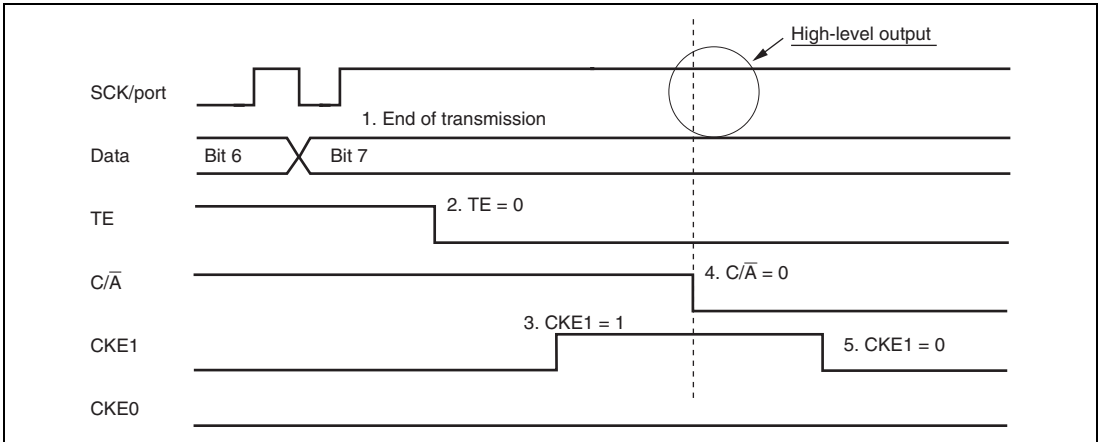 High-level output
SCK/port
1. End of transmission
Data
Bit 6
Bit 7
TE
2. TE = 0
C/A̅
4. C/A̅ = 0
3. CKE1 = 1
CKE1
5. CKE1 = 0
CKE0